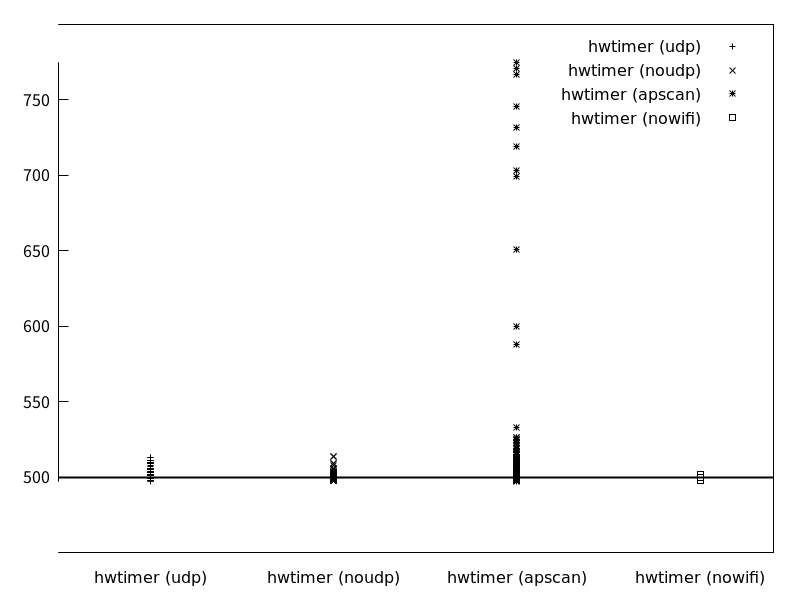 hwtimer (udp)
hwtimer (noudp)
hwtimer (apscan)
hwtimer (nowifi)
750
700
650
600
550
500
hwtimer (udp) hwtimer (noudp) hwtimer (apscan) hwtimer (nowifi)